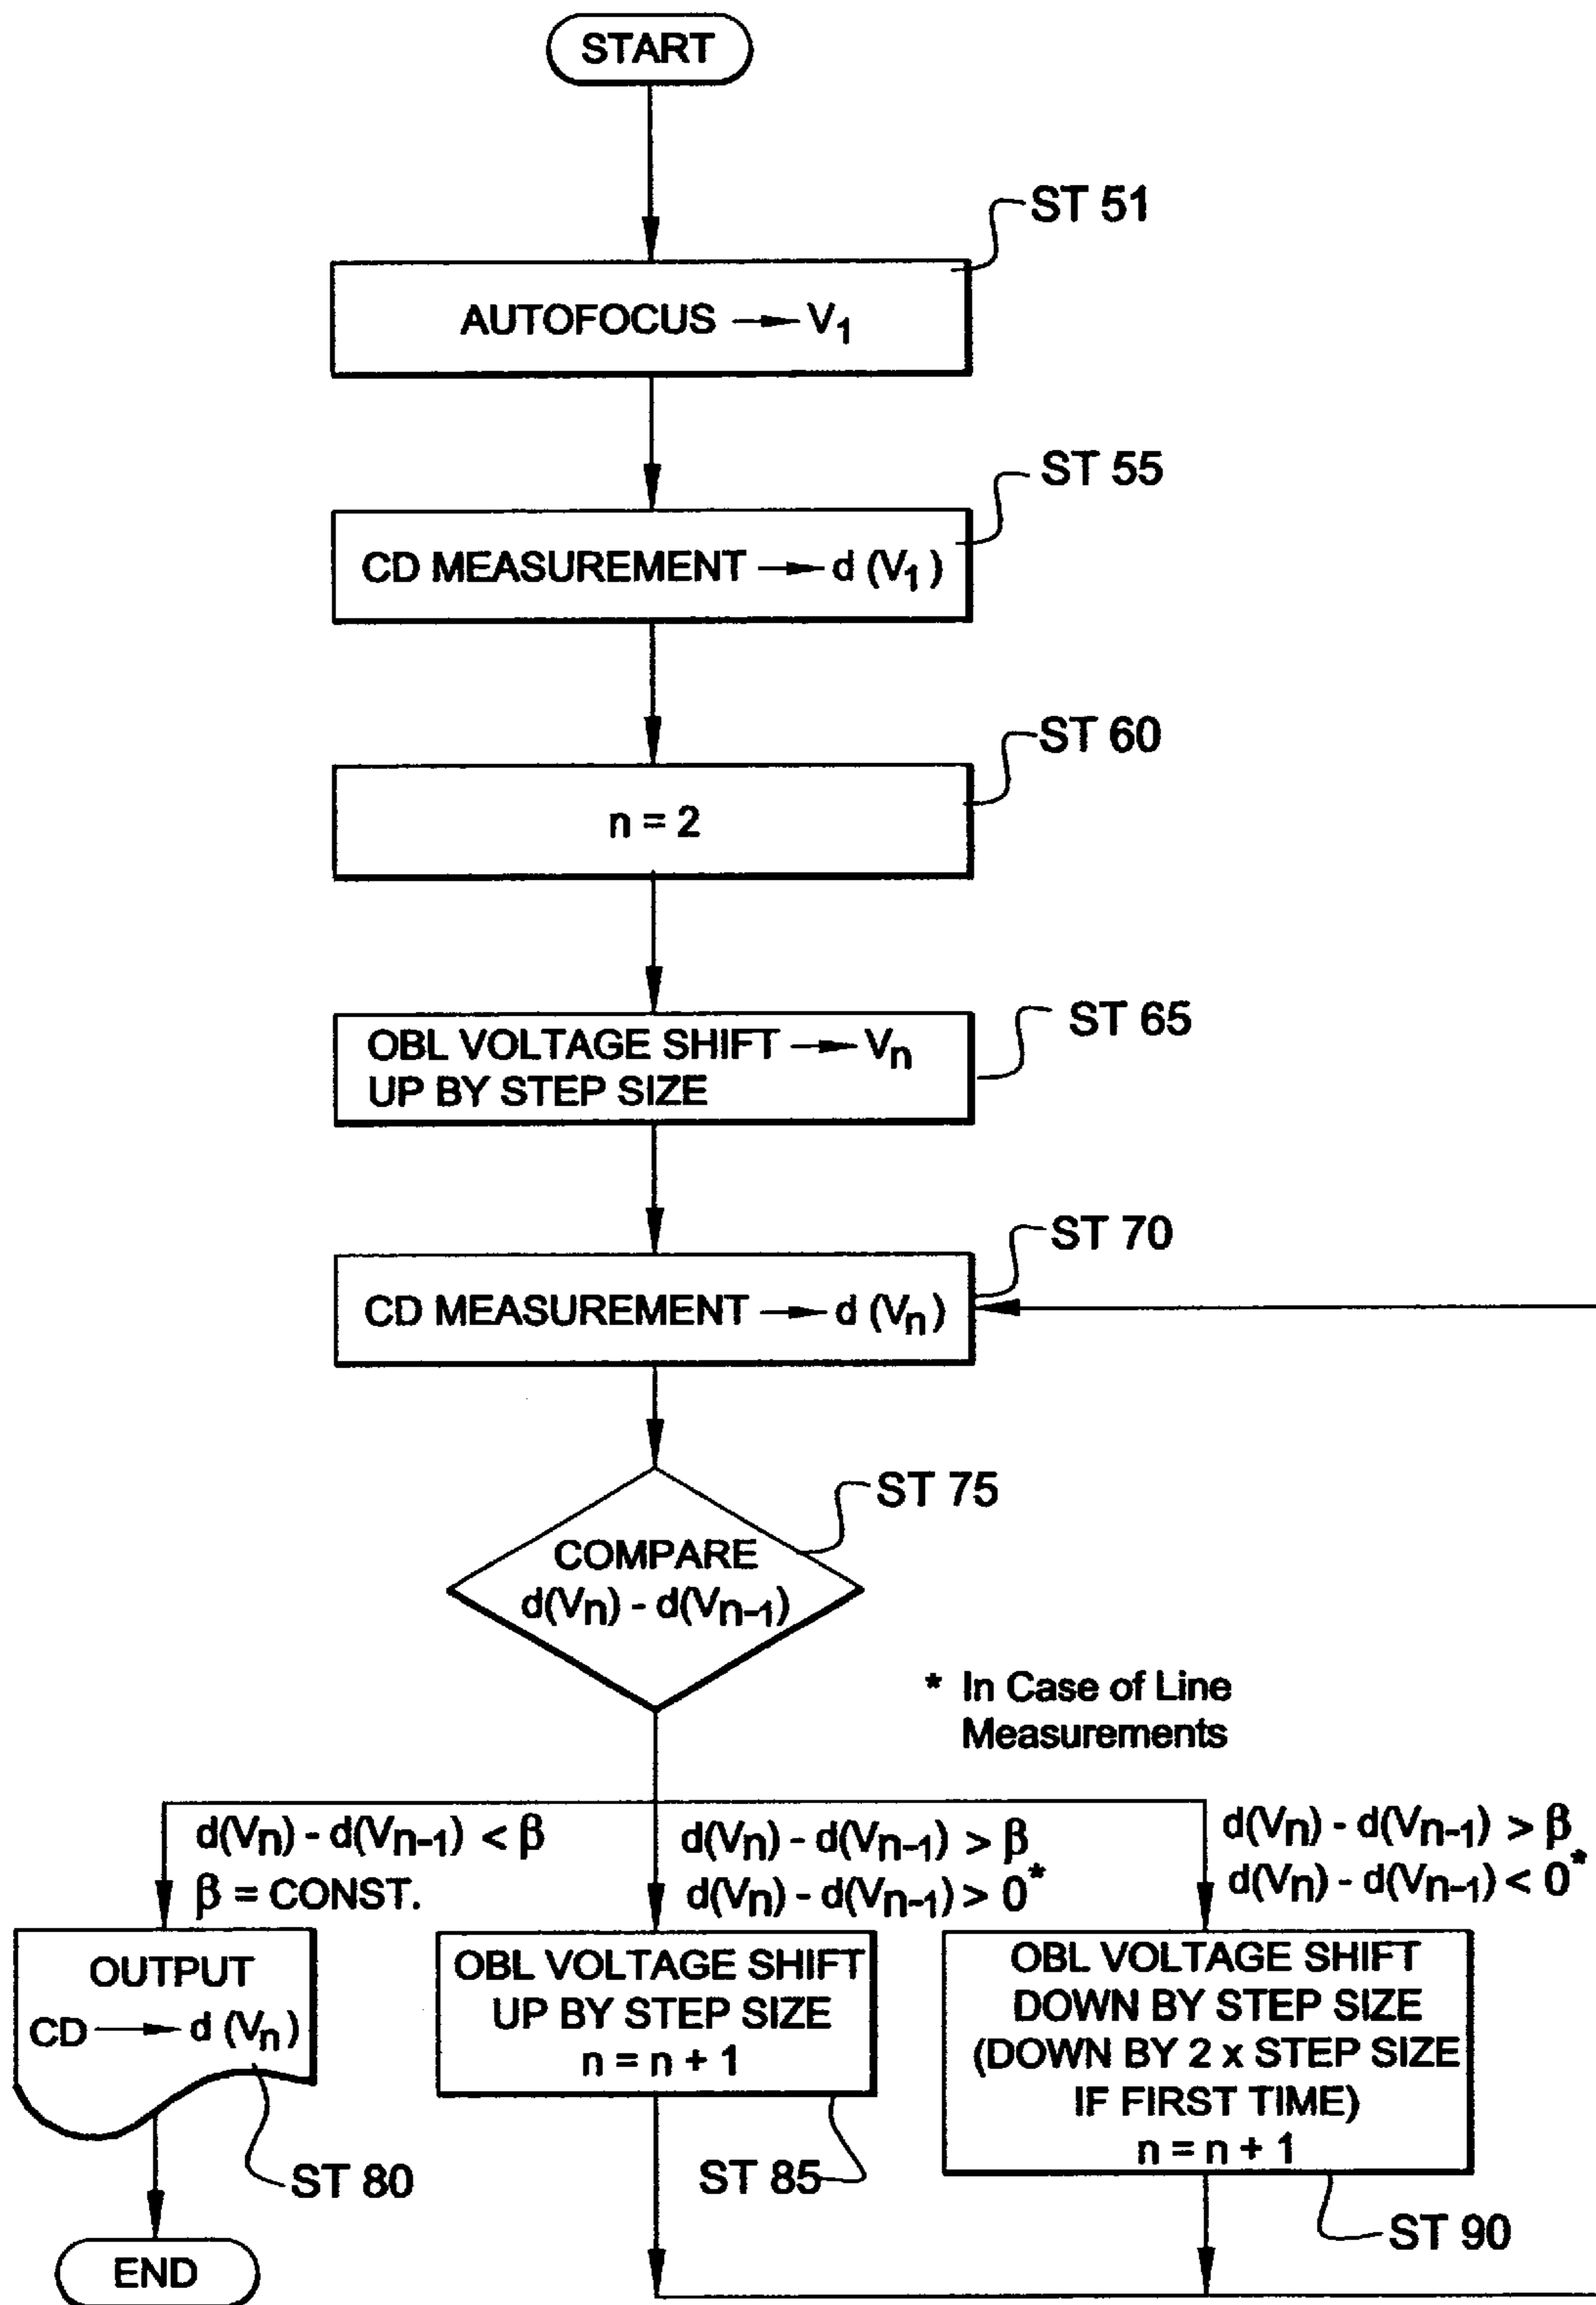 START
ST 51
AUTOFOCUS → V₁
ST 55
CD MEASUREMENT → d (V₁)
ST 60
n = 2
ST 65
OBL VOLTAGE SHIFT → Vₙ
UP BY STEP SIZE
ST 70
CD MEASUREMENT → d (Vₙ)
ST 75
COMPARE
d(Vₙ) - d(Vₙ₋₁)
* In Case of Line
Measurements
d(Vₙ) - d(Vₙ₋₁) < β
β = CONST.
d(Vₙ) - d(Vₙ₋₁) > β
d(Vₙ) - d(Vₙ₋₁) > 0*
d(Vₙ) - d(Vₙ₋₁) > β
d(Vₙ) - d(Vₙ₋₁) < 0*
OUTPUT
CD → d (Vₙ)
ST 80
END
OBL VOLTAGE SHIFT
UP BY STEP SIZE
n = n + 1
ST 85
OBL VOLTAGE SHIFT
DOWN BY STEP SIZE
(DOWN BY 2 x STEP SIZE
IF FIRST TIME)
n = n + 1
ST 90